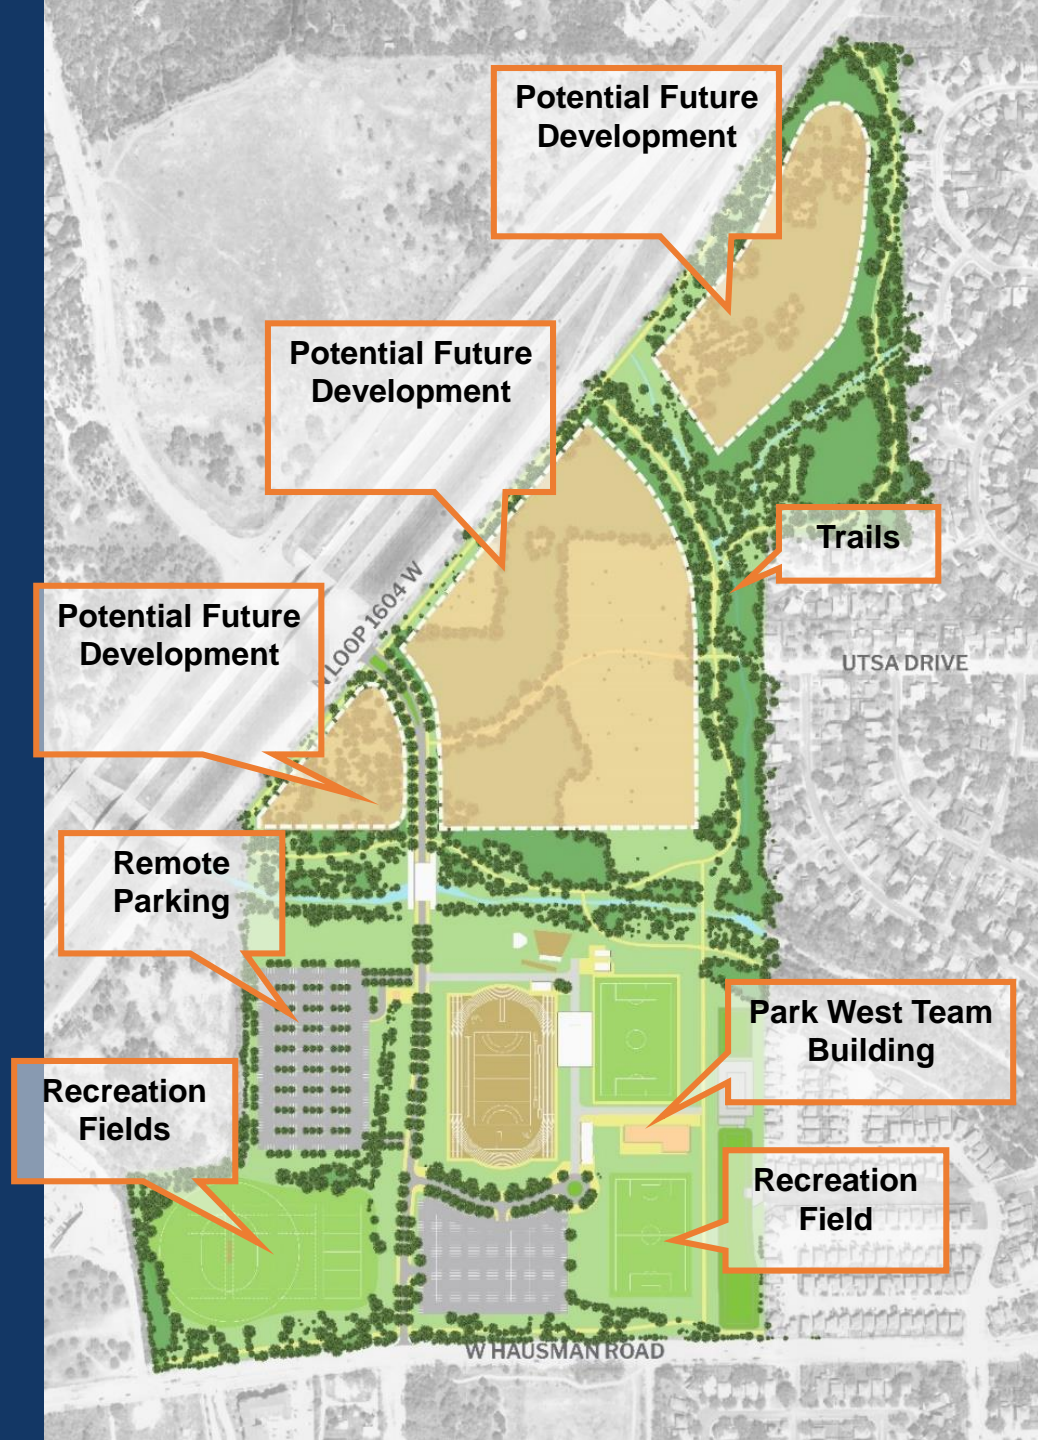 Potential Future
Development
Potential Future
Development
Trails
N LOOP 1604 W
Potential Future
Development
UTSA DRIVE
Remote
Parking
Park West Team
Building
Recreation
Fields
Recreation
Field
W HAUSMAN ROAD